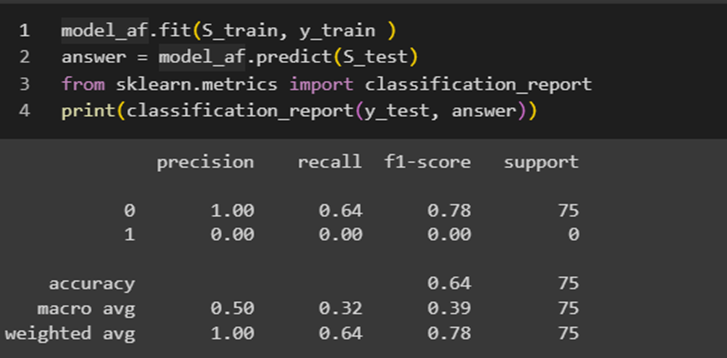 1 model_af.fit(S_train, y_train )
2 answer = model_af.predict(S_test)
3 from sklearn.metrics import classification_report
4 print(classification_report(y_test, answer))
precision recall f1-score support
0 1.00 0.64 0.78 75
1 0.00 0.00 0.00 0
accuracy 0.64 75
macro avg 0.50 0.32 0.39 75
weighted avg 1.00 0.64 0.78 75